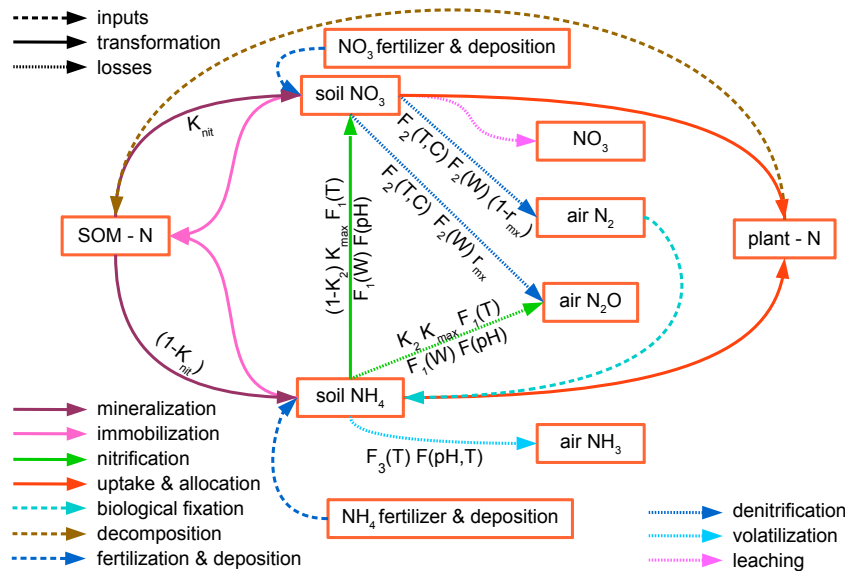 inputs
transformation
losses
NO3 fertilizer & deposition
soil NO3
Knit
F2(T,C) F2(W) (1-rmx)
NO3
F2(T,C) F2(W) rmx
air N2
SOM - N
plant - N
(1-K2) Kmax F1(T)
F1(W) F(pH)
air N2O
K2 Kmax F1(T)
F1(W) F(pH)
(1-Knit)
soil NH4
air NH3
F3(T) F(pH,T)
NH4 fertilizer & deposition
mineralization
immobilization
nitrification
uptake & allocation
biological fixation
decomposition
fertilization & deposition
denitrification
volatilization
leaching